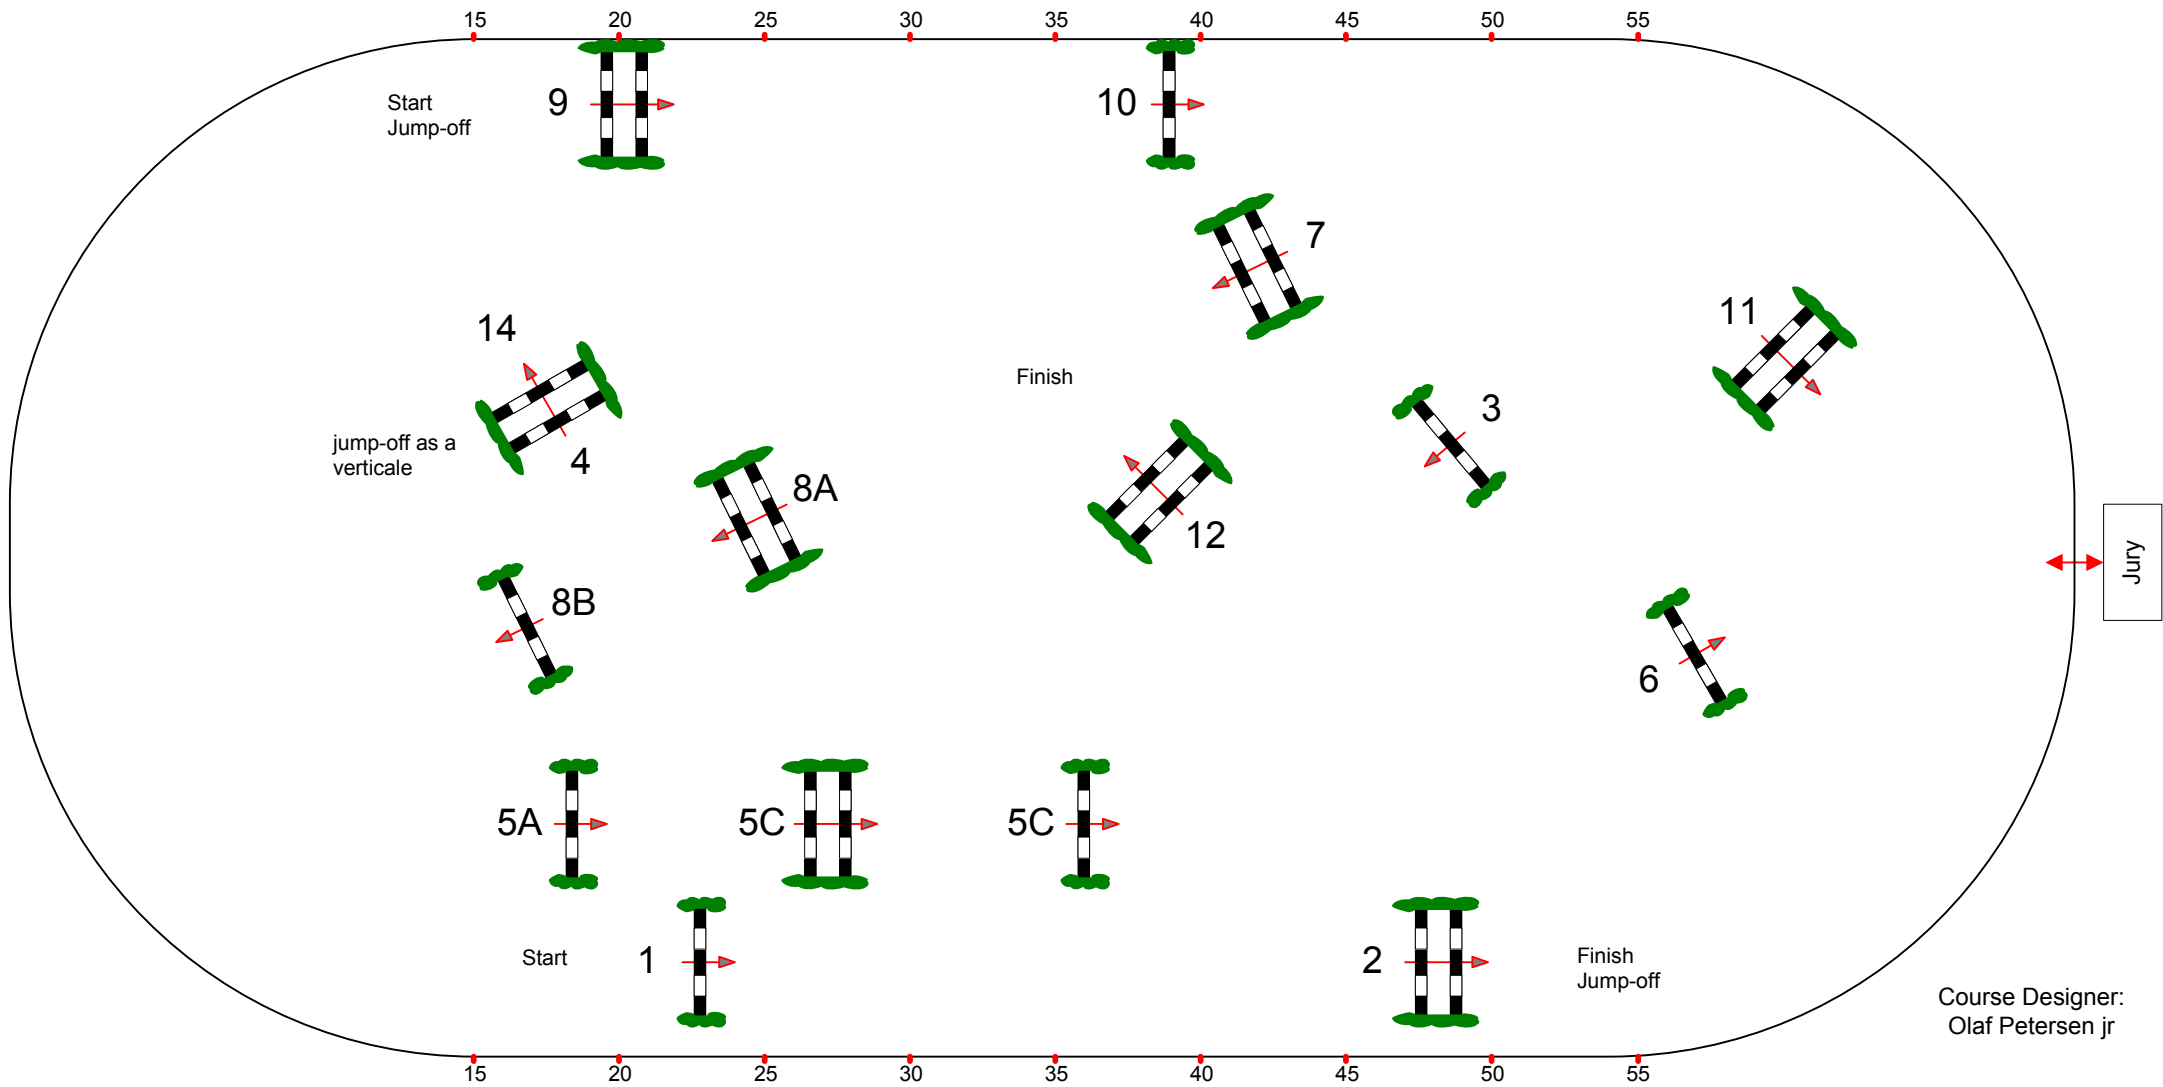 15 20 25 30 35 40 45 50 55
Start
Jump-off
9
10
7
11
14
Finish
3
jump-off as a
verticale
4
8A
12
Jury
8B
6
5A
5C
5C
Start
1
2
Finish
Jump-off
Course Designer:
Olaf Petersen jr
15 20 25 30 35 40 45 50 55